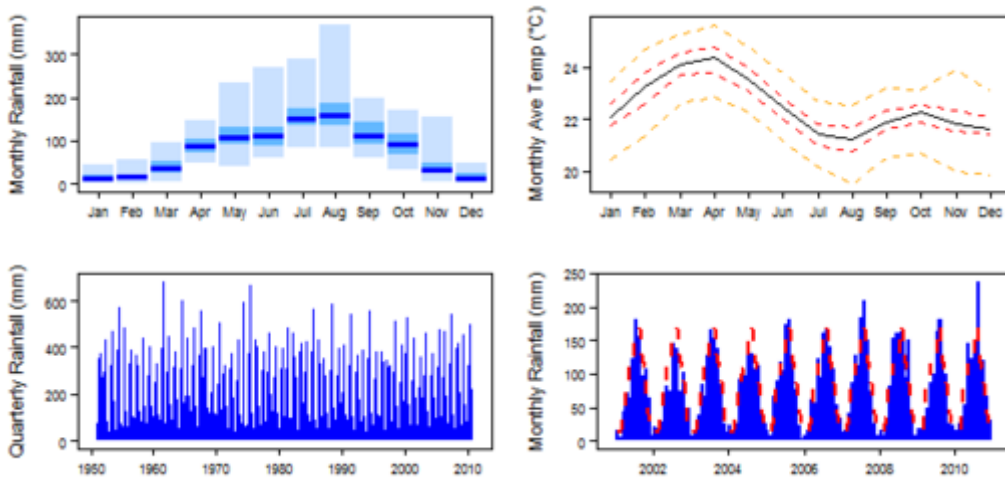 Monthly Rainfall (mm)
300
200
100
0
Jan Feb Mar Apr May Jun Jul Aug Sep Oct Nov Dec
Monthly Ave Temp (°C)
24
22
20
Jan Feb Mar Apr May Jun Jul Aug Sep Oct Nov Dec
Quarterly Rainfall (mm)
600
400
200
0
1950 1960 1970 1980 1990 2000 2010
Monthly Rainfall (mm)
250
200
150
100
50
0
2002 2004 2006 2008 2010